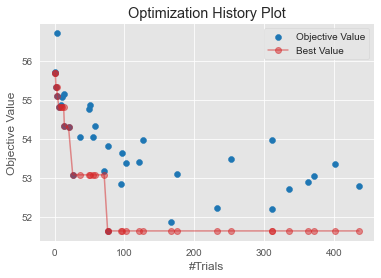 Optimization History Plot
Objective Value
Best Value
Objective Value
56
55
54
53
52
0
100
200
300
400
#Trials